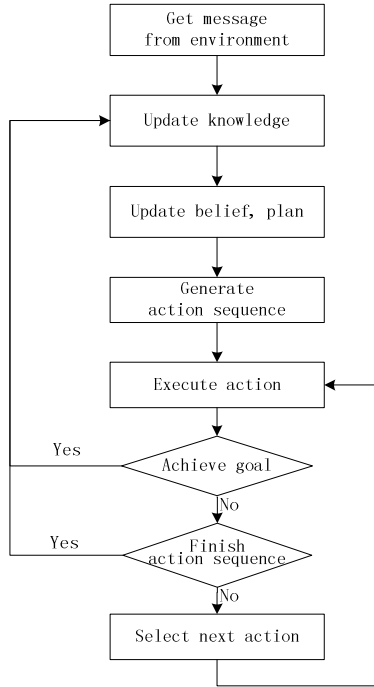 Get message
from environment
Update knowledge
Update belief, plan
Generate
action sequence
Execute action
Yes
Achieve goal
No
Yes
Finish
action sequence
No
Select next action